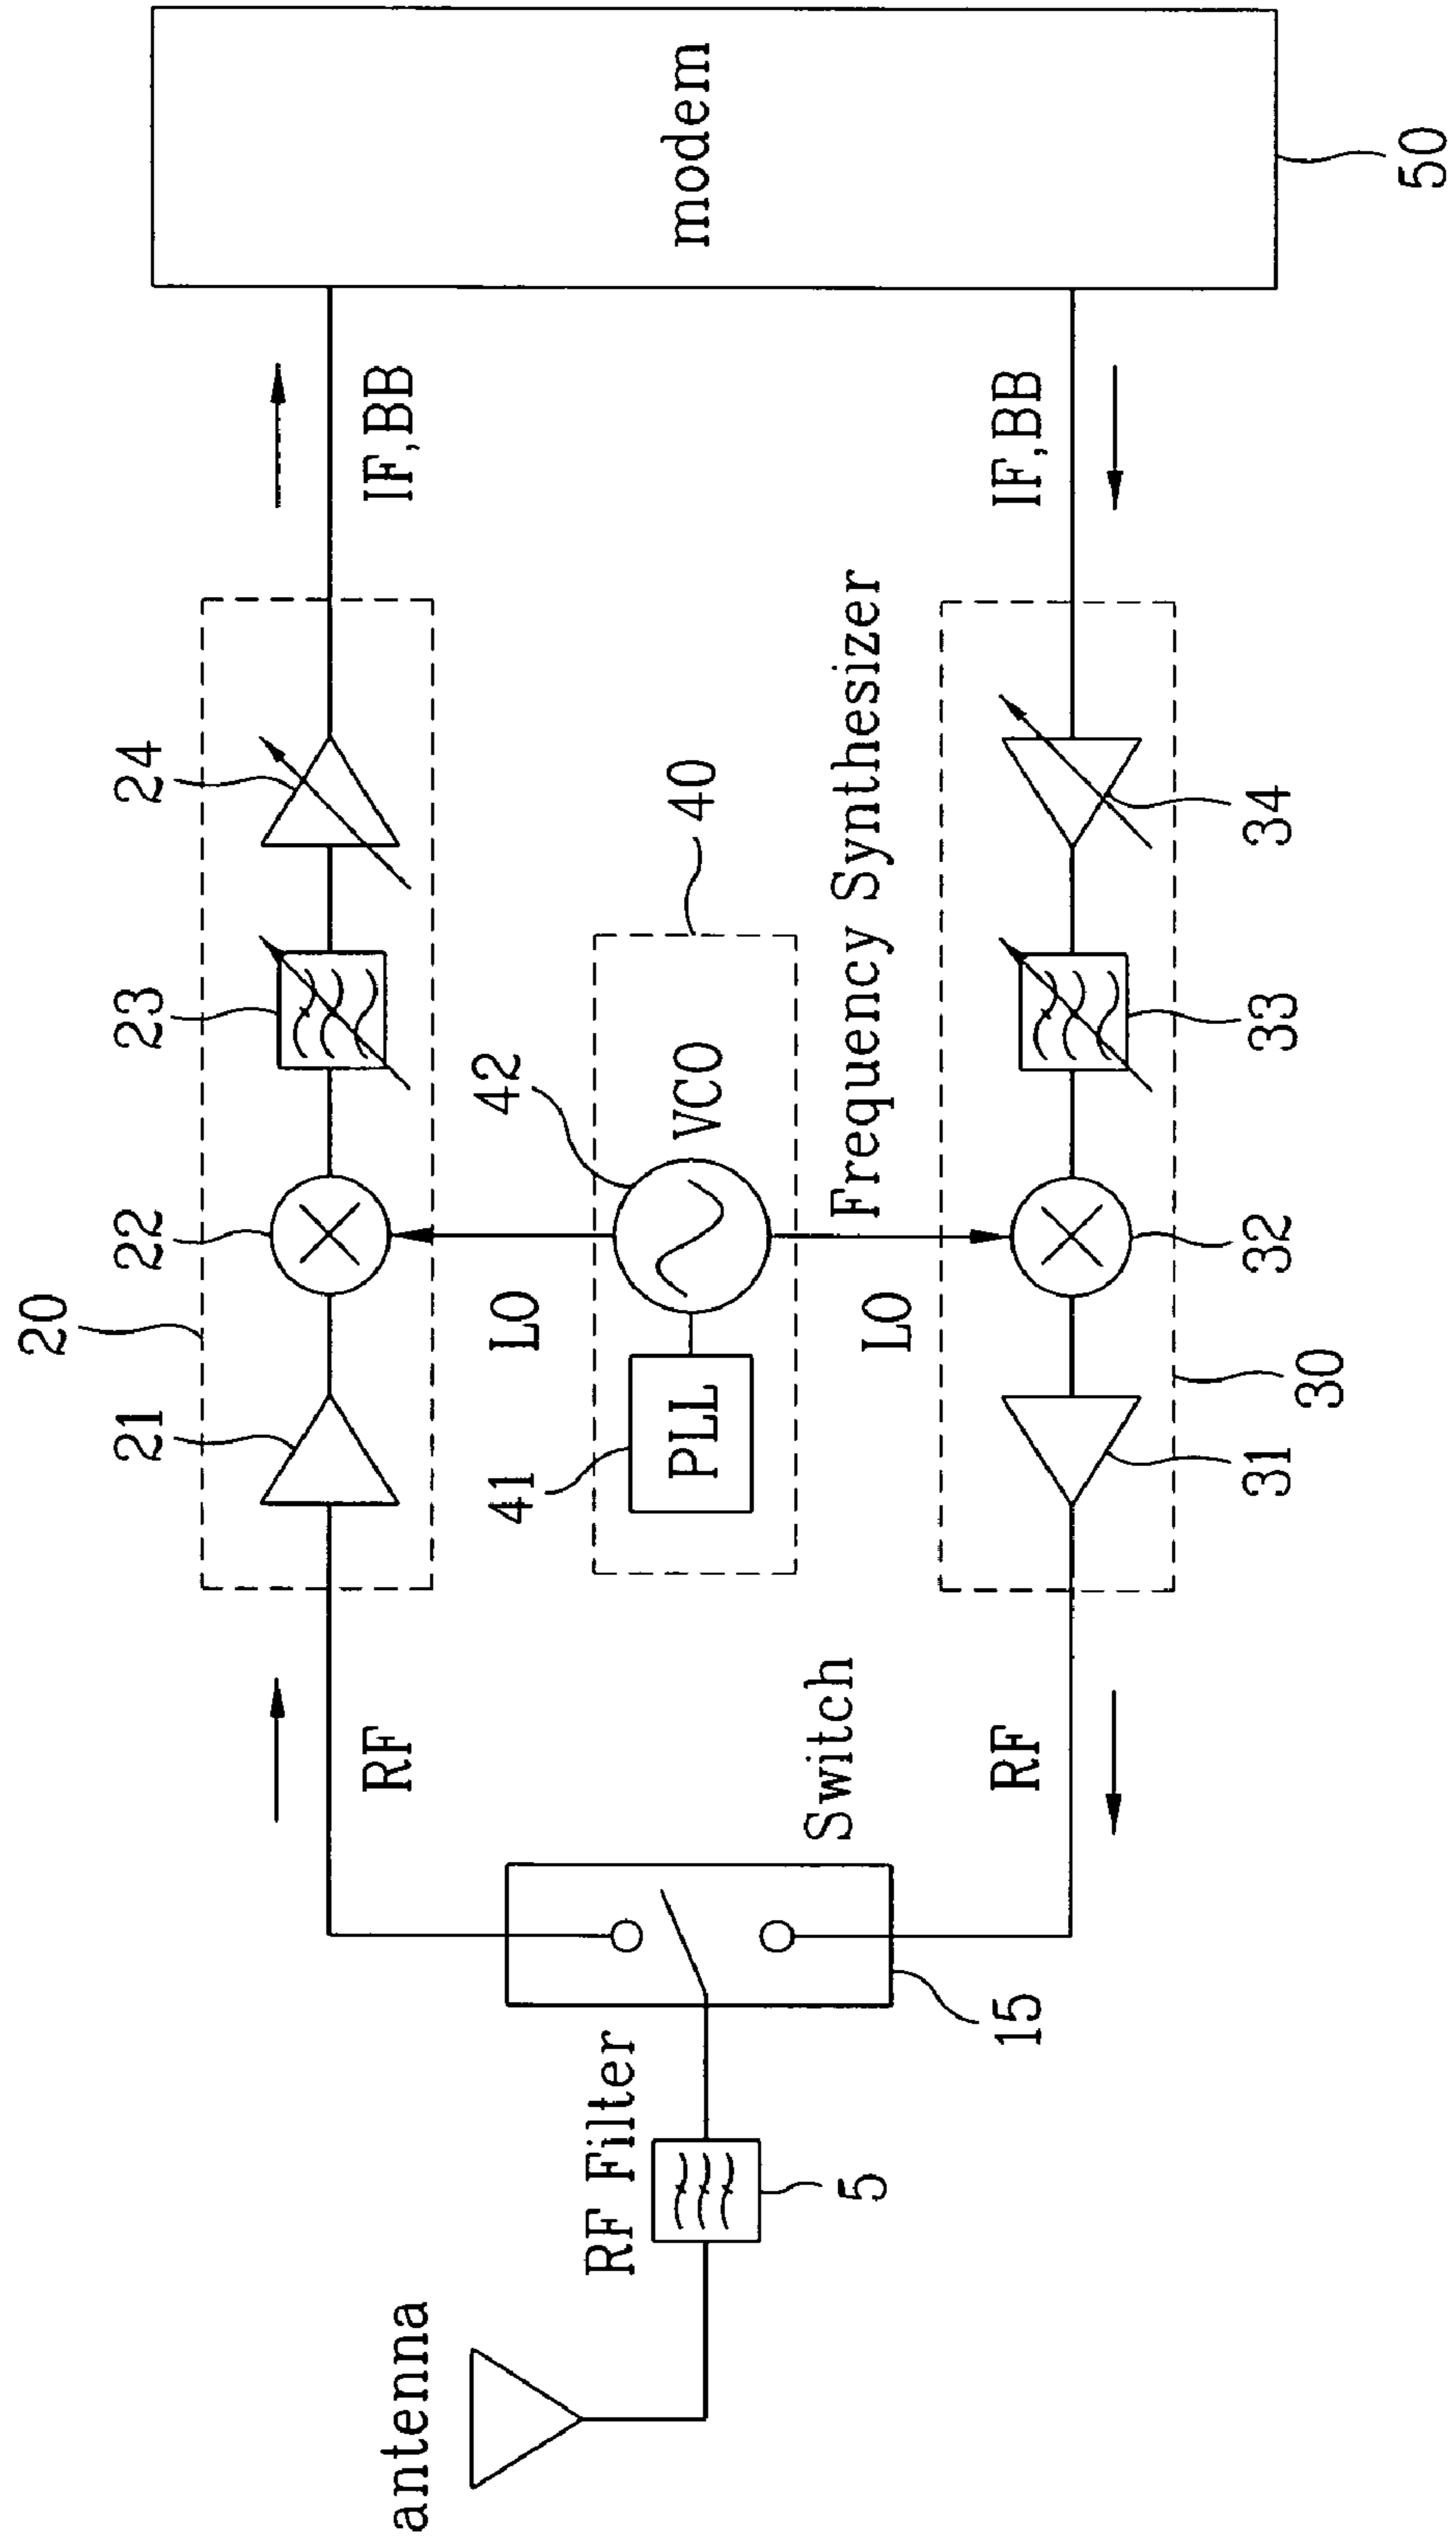 antenna
RF Filter
5
Switch
15
RF
RF
20
21
22
23
24
LO
41
PLL
42
VCO
40
LO
Frequency Synthesizer
30
31
32
33
34
IF,BB
IF,BB
modem
50